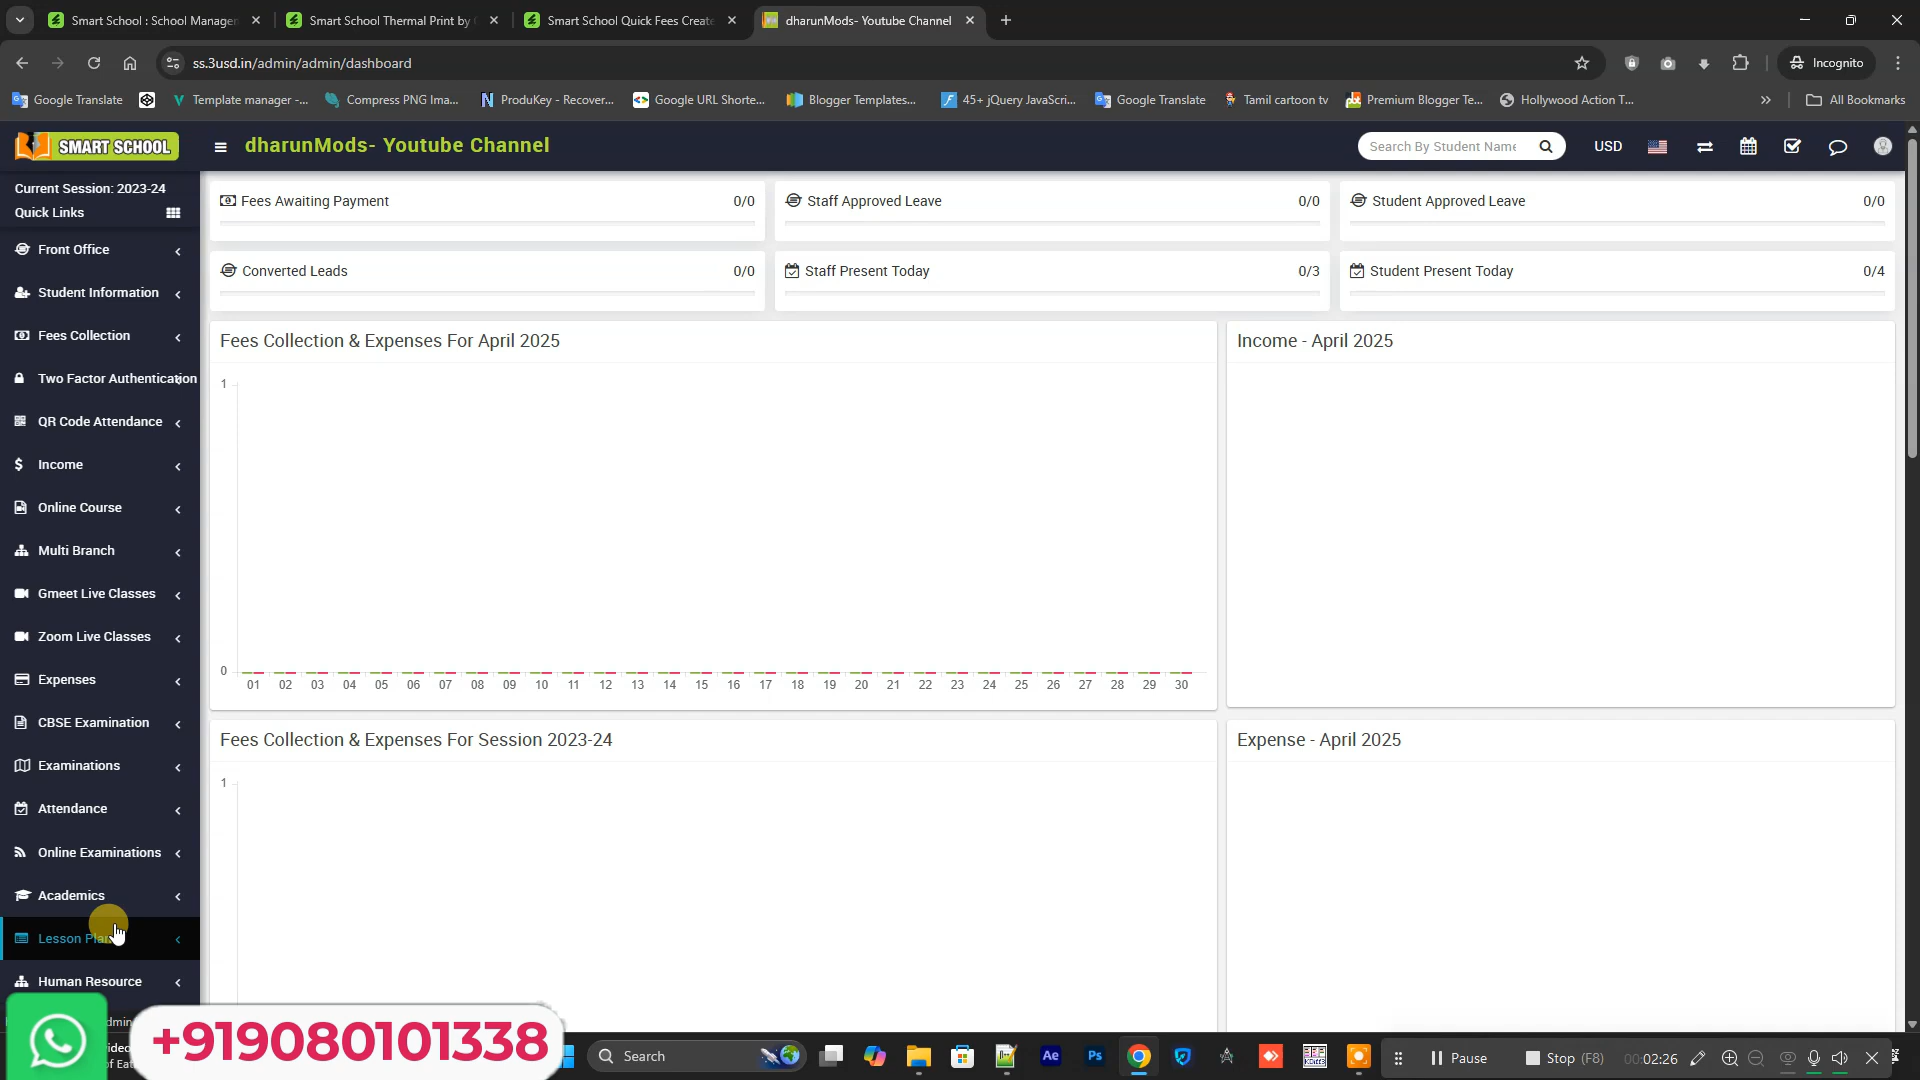 Smart School : School Manager
Smart School Thermal Print by
Smart School Quick Fees Create
dharunMods- Youtube Channel
ss.3usd.in/admin/admin/dashboard
Incognito
Google Translate
Template manager -...
Compress PNG Ima...
ProduKey - Recover...
Google URL Shorte...
Blogger Templates...
45+ jQuery JavaScri...
Google Translate
Tamil cartoon tv
Premium Blogger Te...
Hollywood Action T...
All Bookmarks
SMART SCHOOL
dharunMods- Youtube Channel
Search By Student Name
USD
Current Session: 2023-24
Quick Links
Front Office
Student Information
Fees Collection
Two Factor Authentication
QR Code Attendance
Income
Online Course
Multi Branch
Gmeet Live Classes
Zoom Live Classes
Expenses
CBSE Examination
Examinations
Attendance
Online Examinations
Academics
Lesson Plan
Human Resource
Fees Awaiting Payment 0/0
Staff Approved Leave 0/0
Student Approved Leave 0/0
Converted Leads 0/0
Staff Present Today 0/3
Student Present Today 0/4
Fees Collection & Expenses For April 2025
1
0
01 02 03 04 05 06 07 08 09 10 11 12 13 14 15 16 17 18 19 20 21 22 23 24 25 26 27 28 29 30
Income - April 2025
Fees Collection & Expenses For Session 2023-24
1
Expense - April 2025
+919080101338
Search
Ae
Ps
Pause
Stop (F8)
00:02:26